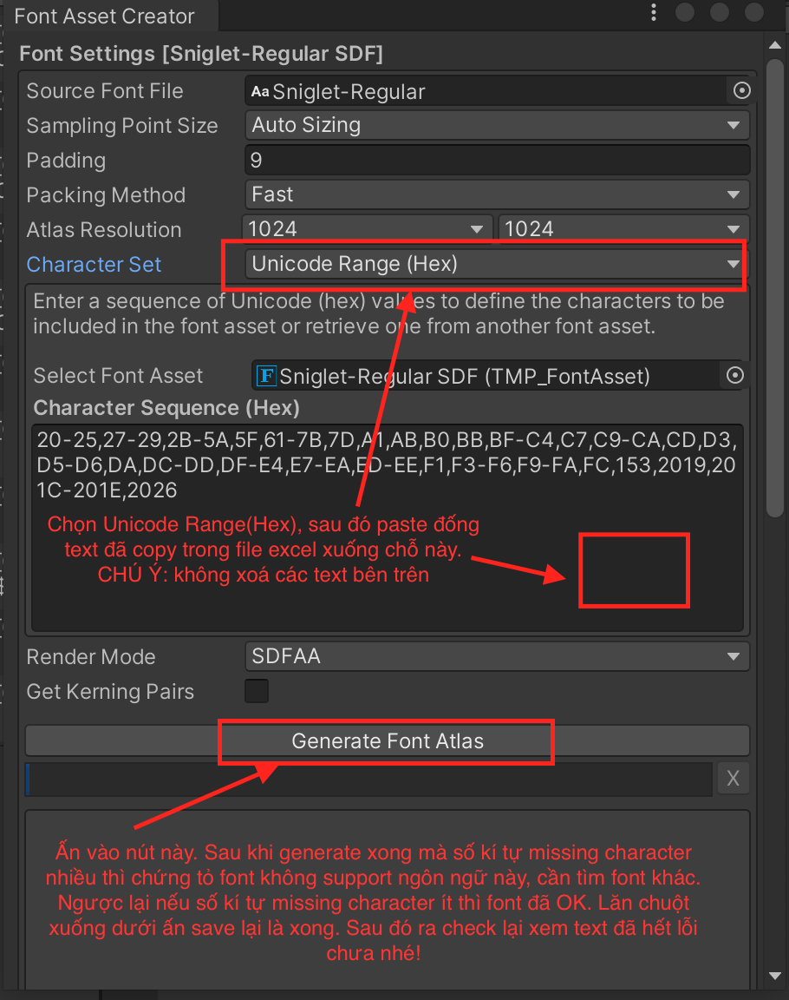 Font Asset Creator
Font Settings [Sniglet-Regular SDF]
Source Font File
Aa Sniglet-Regular
Sampling Point Size
Auto Sizing
Padding
9
Packing Method
Fast
Atlas Resolution
1024
1024
Character Set
Unicode Range (Hex)
Enter a sequence of Unicode (hex) values to define the characters to be
included in the font asset or retrieve one from another font asset.
Select Font Asset
F Sniglet-Regular SDF (TMP_FontAsset)
Character Sequence (Hex)
20-25,27-29,2B-5A,5F,61-7B,7D,A1,AB,B0,BB,BF-C4,C7,C9-CA,CD,D3,
D5-D6,DA,DC-DD,DF-E4,E7-EA,ED-EE,F1,F3-F6,F9-FA,FC,153,2019,20
1C-201E,2026
Chọn Unicode Range(Hex), sau đó paste đống
text đã copy trong file excel xuống chỗ này.
CHÚ Ý: không xoá các text bên trên
Render Mode
SDFAA
Get Kerning Pairs
Generate Font Atlas
X
Ấn vào nút này. Sau khi generate xong mà số kí tự missing character
nhiều thì chứng tỏ font không support ngôn ngữ này, cần tìm font khác.
Ngược lại nếu số kí tự missing character ít thì font đã OK. Lăn chuột
xuống dưới ấn save lại là xong. Sau đó ra check lại xem text đã hết lỗi
chưa nhé!